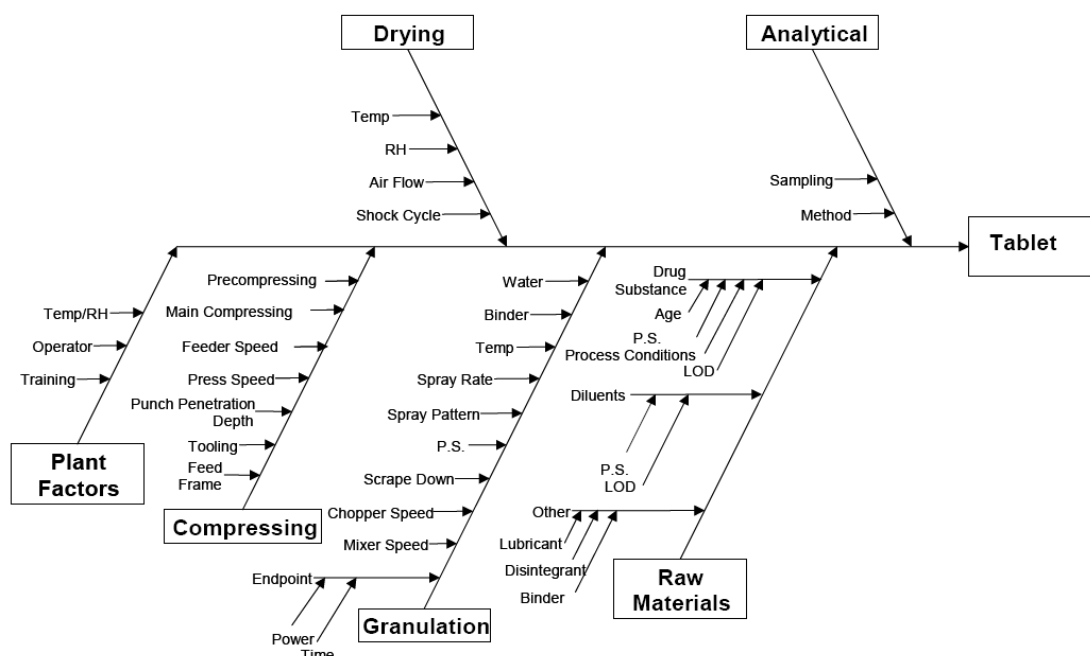 Drying
Analytical
Temp
RH
Air Flow
Shock Cycle
Sampling
Method
Tablet
Temp/RH
Operator
Training
Plant
Factors
Precompressing
Main Compressing
Feeder Speed
Press Speed
Punch Penetration
Depth
Tooling
Feed
Frame
Compressing
Water
Binder
Temp
Spray Rate
Spray Pattern
P.S.
Scrape Down
Chopper Speed
Mixer Speed
Endpoint
Power
Time
Granulation
Drug
Substance
Age
P.S.
Process Conditions
LOD
Diluents
P.S.
LOD
Other
Lubricant
Disintegrant
Binder
Raw
Materials